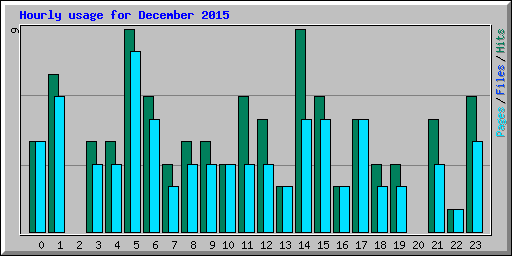 Hourly usage for December 2015
9
Pages/Files/Hits
0 1 2 3 4 5 6 7 8 9 10 11 12 13 14 15 16 17 18 19 20 21 22 23